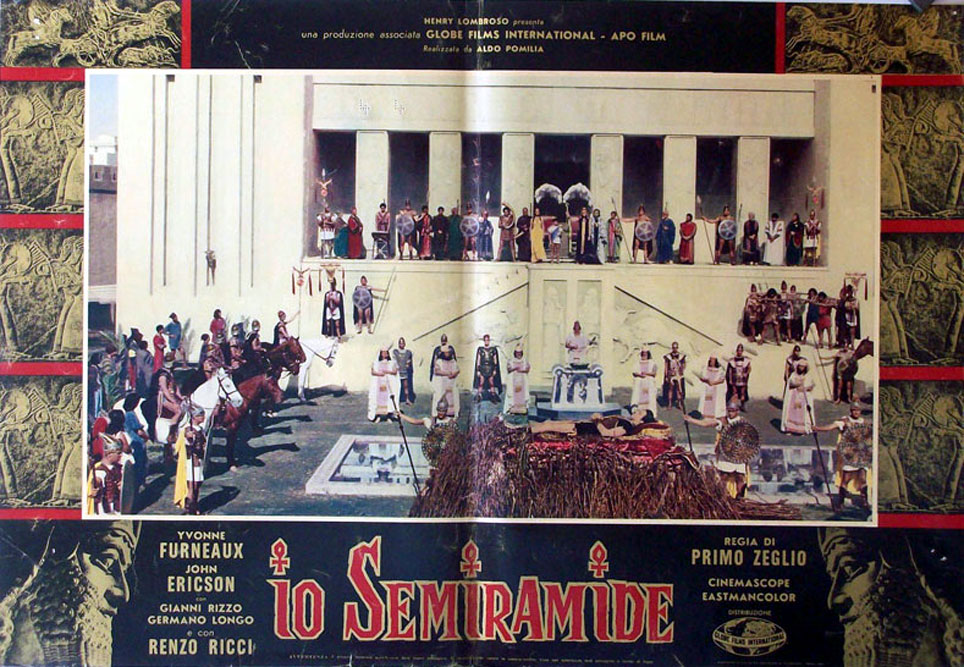 HENRY LOMBROSO presenta
una produzione associata GLOBE FILMS INTERNATIONAL - APO FILM
Realizzata da ALDO POMILIA
YVONNE
FURNEAUX
JOHN
ERICSON
con
GIANNI RIZZO
GERMANO LONGO
e con
RENZO RICCI
io SEMIRAMIDE
REGIA DI
PRIMO ZEGLIO
CINEMASCOPE
EASTMANCOLOR
DISTRIBUZIONE
GLOBE FILMS INTERNATIONAL
AVVERTENZA